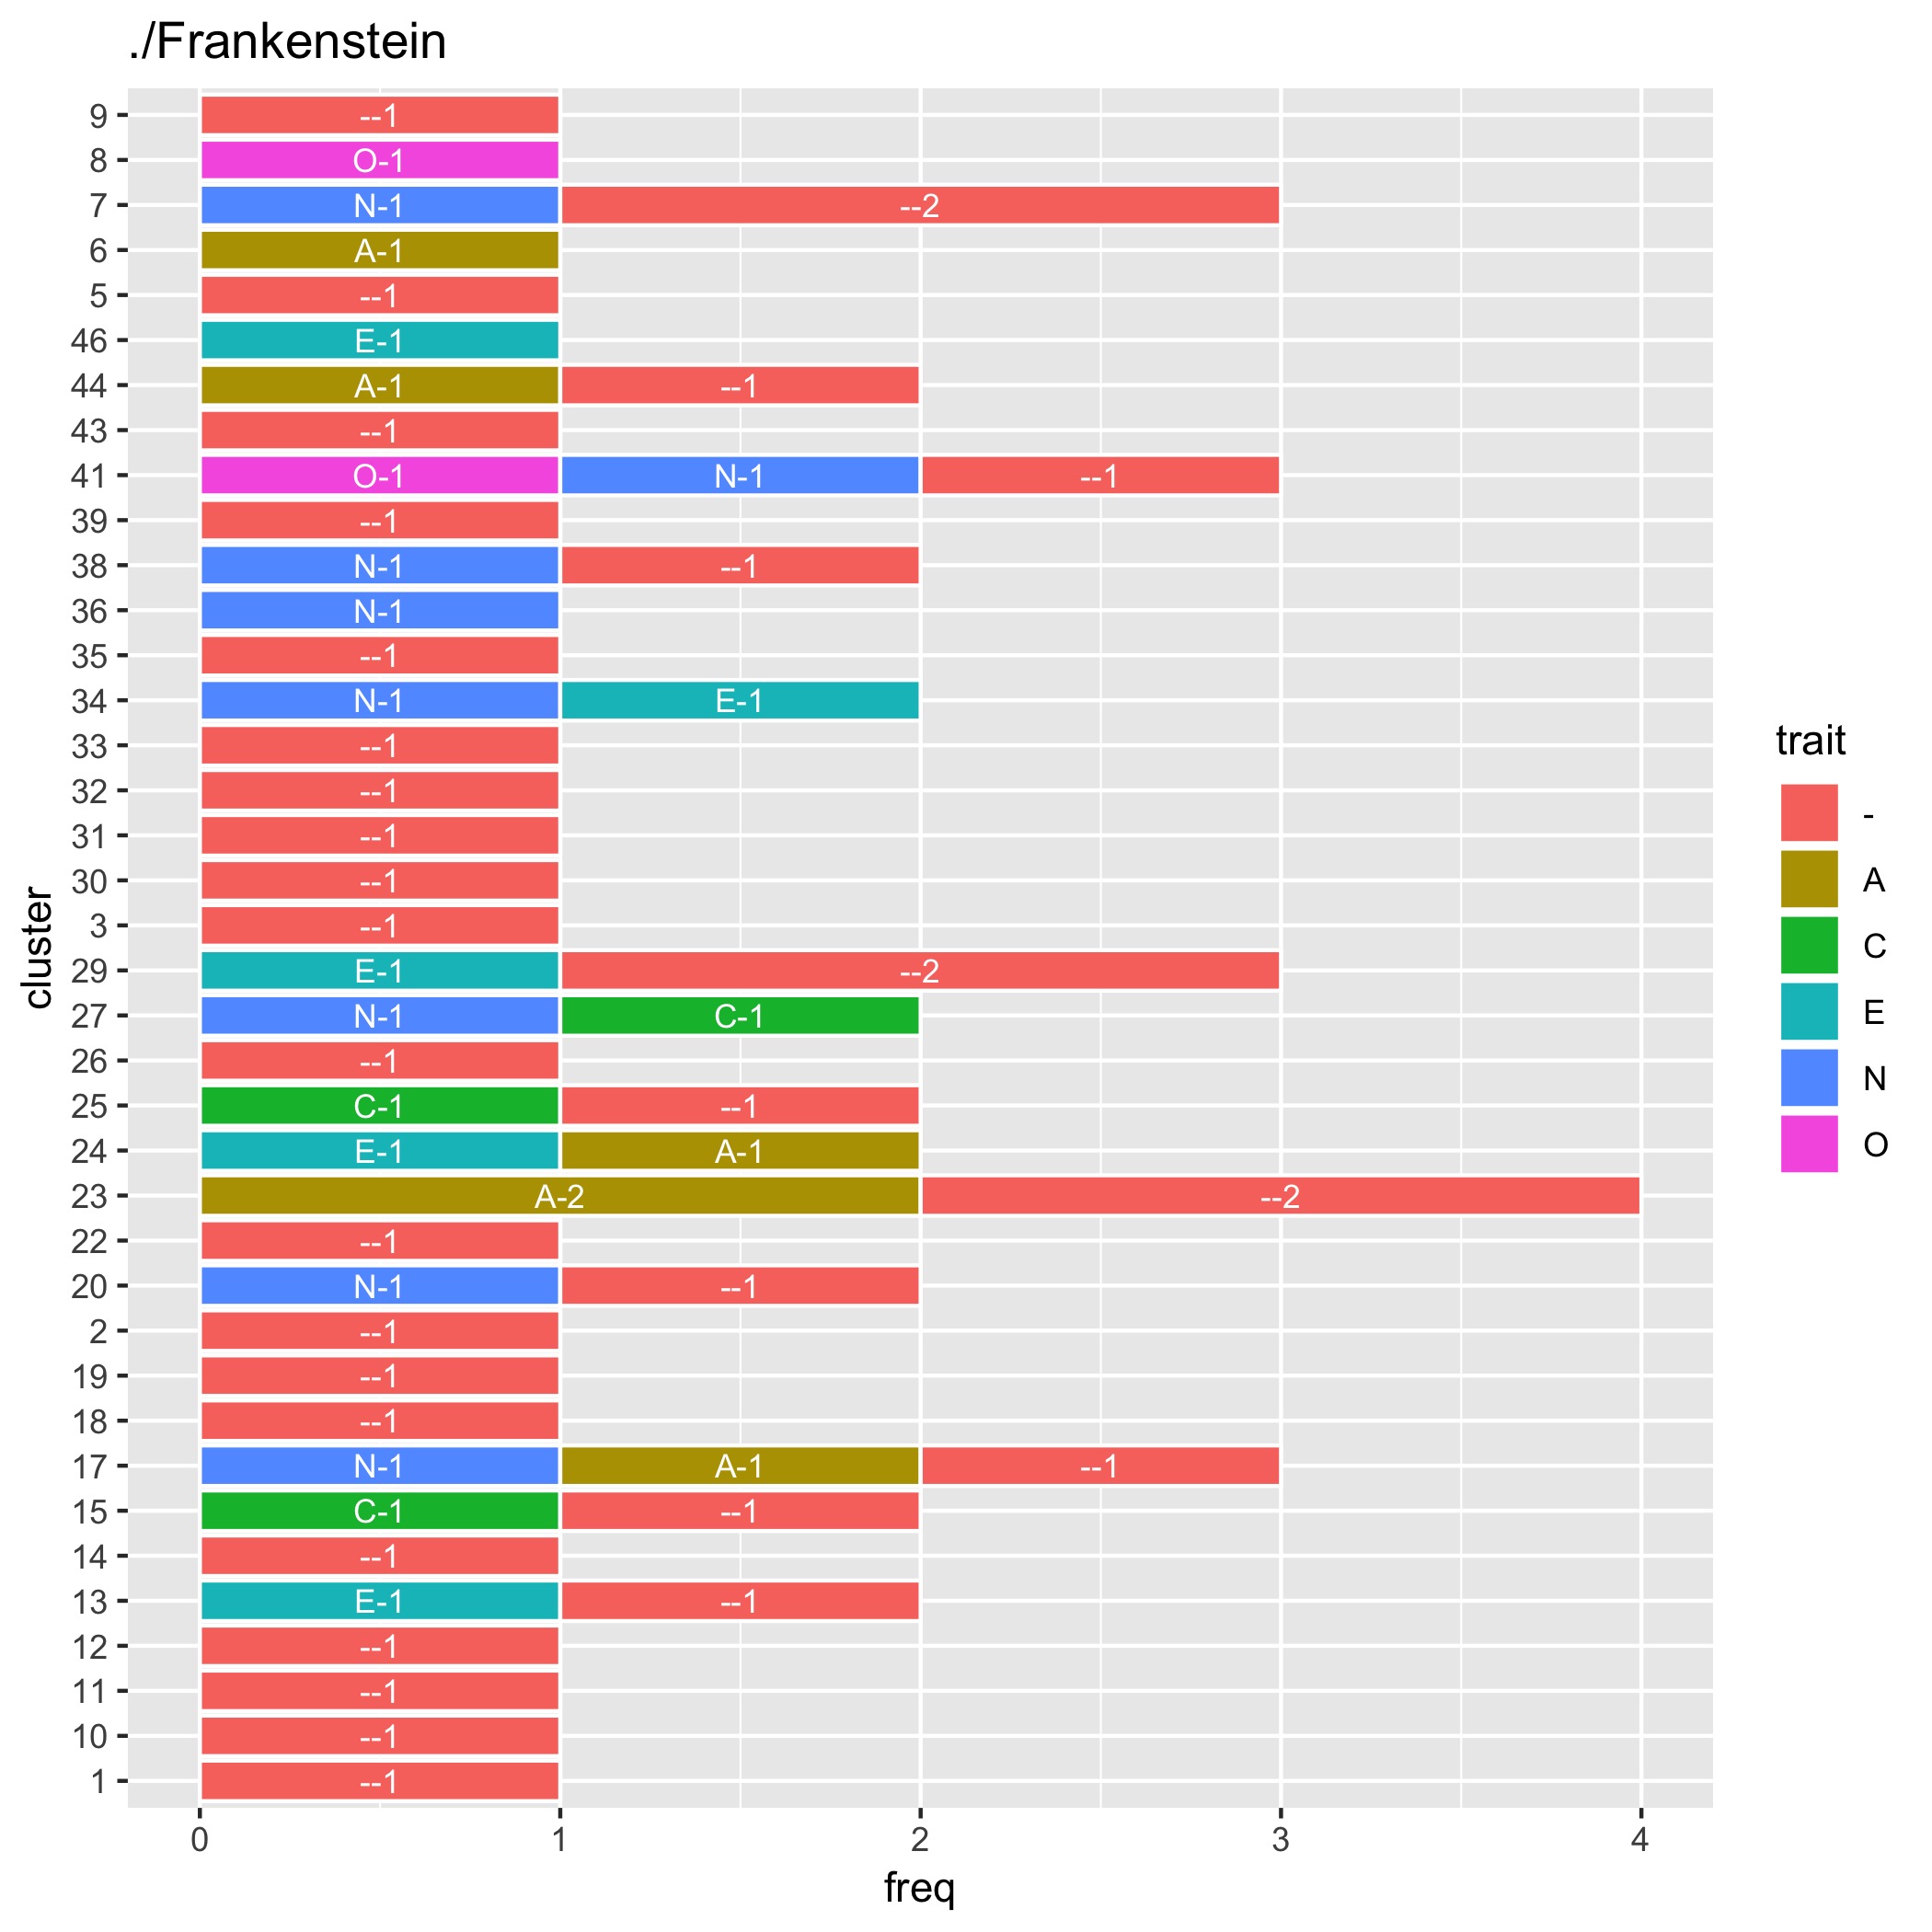 ./Frankenstein
9 --1
8 O-1
7 N-1 --2
6 A-1
5 --1
46 E-1
44 A-1 --1
43 --1
41 O-1 N-1 --1
39 --1
38 N-1 --1
36 N-1
35 --1
34 N-1 E-1
33 --1
32 --1
31 --1
30 --1
3 --1
29 E-1 --2
27 N-1 C-1
26 --1
25 C-1 --1
24 E-1 A-1
23 A-2 --2
22 --1
20 N-1 --1
2 --1
19 --1
18 --1
17 N-1 A-1 --1
15 C-1 --1
14 --1
13 E-1 --1
12 --1
11 --1
10 --1
1 --1
0 1 2 3 4
freq
cluster
trait
-
A
C
E
N
O